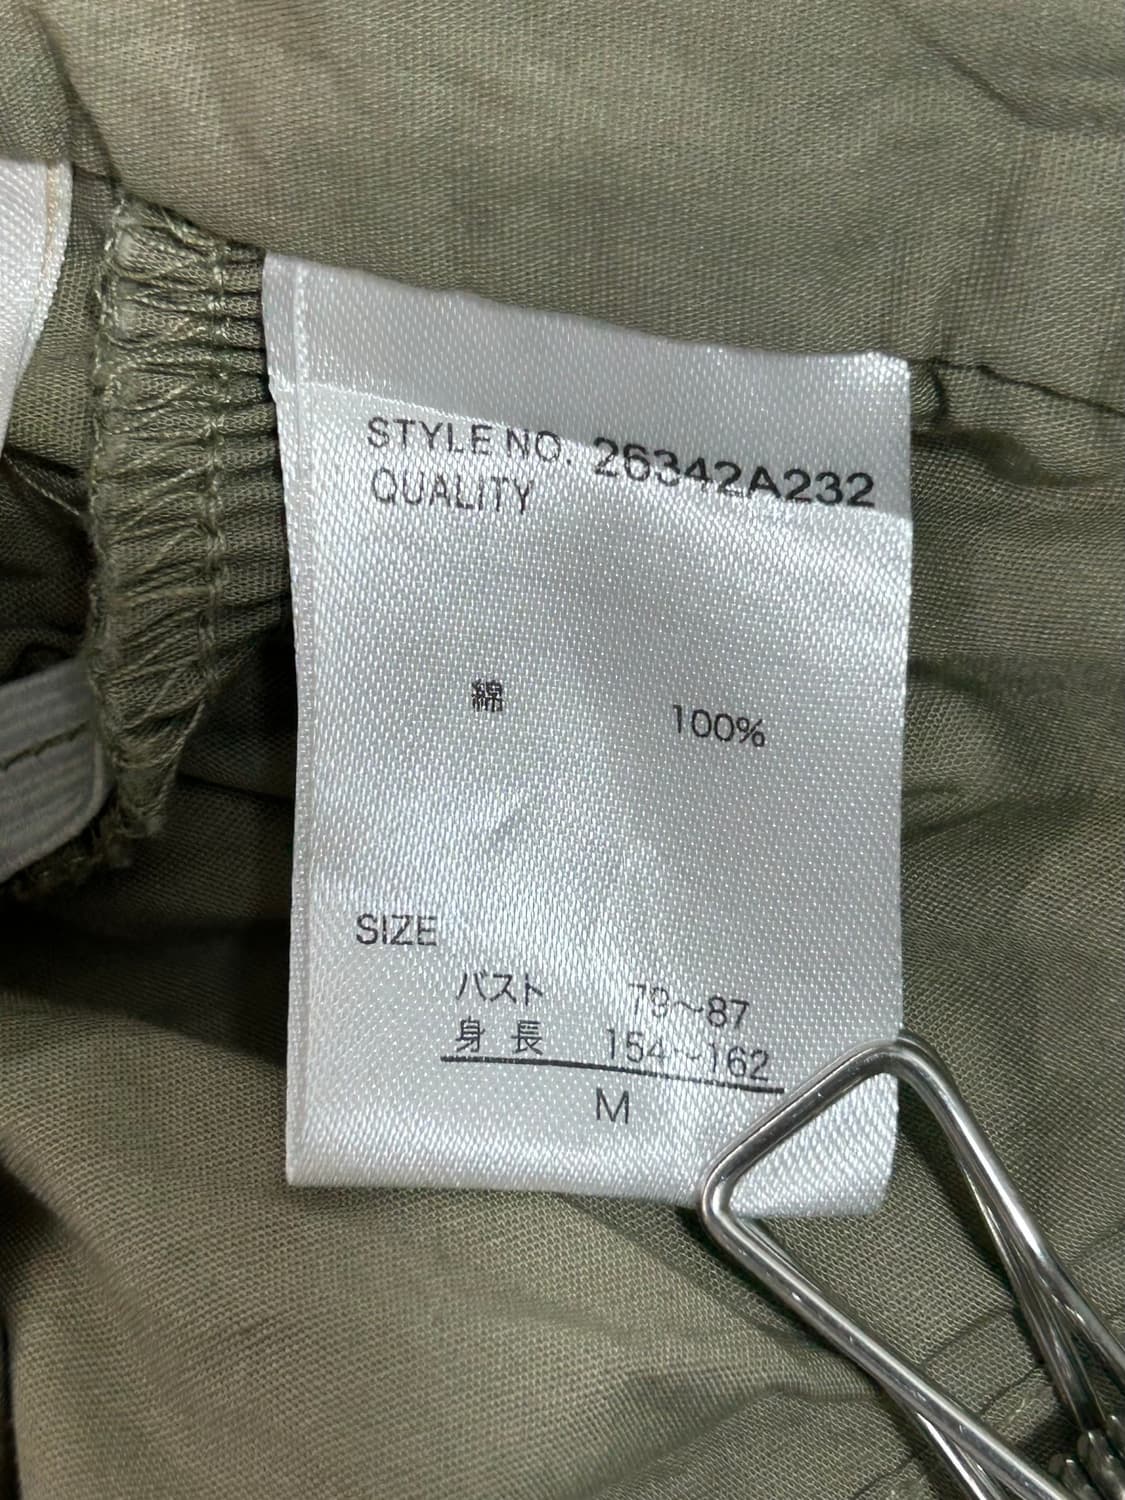 STYLE NO. 26342A232
QUALITY
綿 100%
SIZE
バスト 79~87
身長 154~162
M